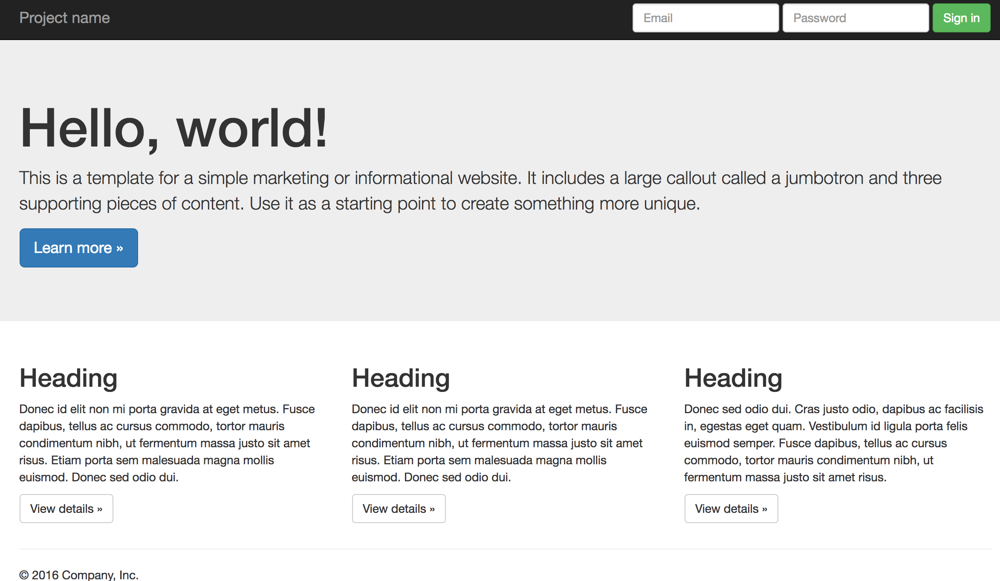 Project name
Email
Password
Sign in
Hello, world!
This is a template for a simple marketing or informational website. It includes a large callout called a jumbotron and three
supporting pieces of content. Use it as a starting point to create something more unique.
Learn more »
Heading
Donec id elit non mi porta gravida at eget metus. Fusce
dapibus, tellus ac cursus commodo, tortor mauris
condimentum nibh, ut fermentum massa justo sit amet
risus. Etiam porta sem malesuada magna mollis
euismod. Donec sed odio dui.
View details »
Heading
Donec id elit non mi porta gravida at eget metus. Fusce
dapibus, tellus ac cursus commodo, tortor mauris
condimentum nibh, ut fermentum massa justo sit amet
risus. Etiam porta sem malesuada magna mollis
euismod. Donec sed odio dui.
View details »
Heading
Donec sed odio dui. Cras justo odio, dapibus ac facilisis
in, egestas eget quam. Vestibulum id ligula porta felis
euismod semper. Fusce dapibus, tellus ac cursus
commodo, tortor mauris condimentum nibh, ut
fermentum massa justo sit amet risus.
View details »
© 2016 Company, Inc.